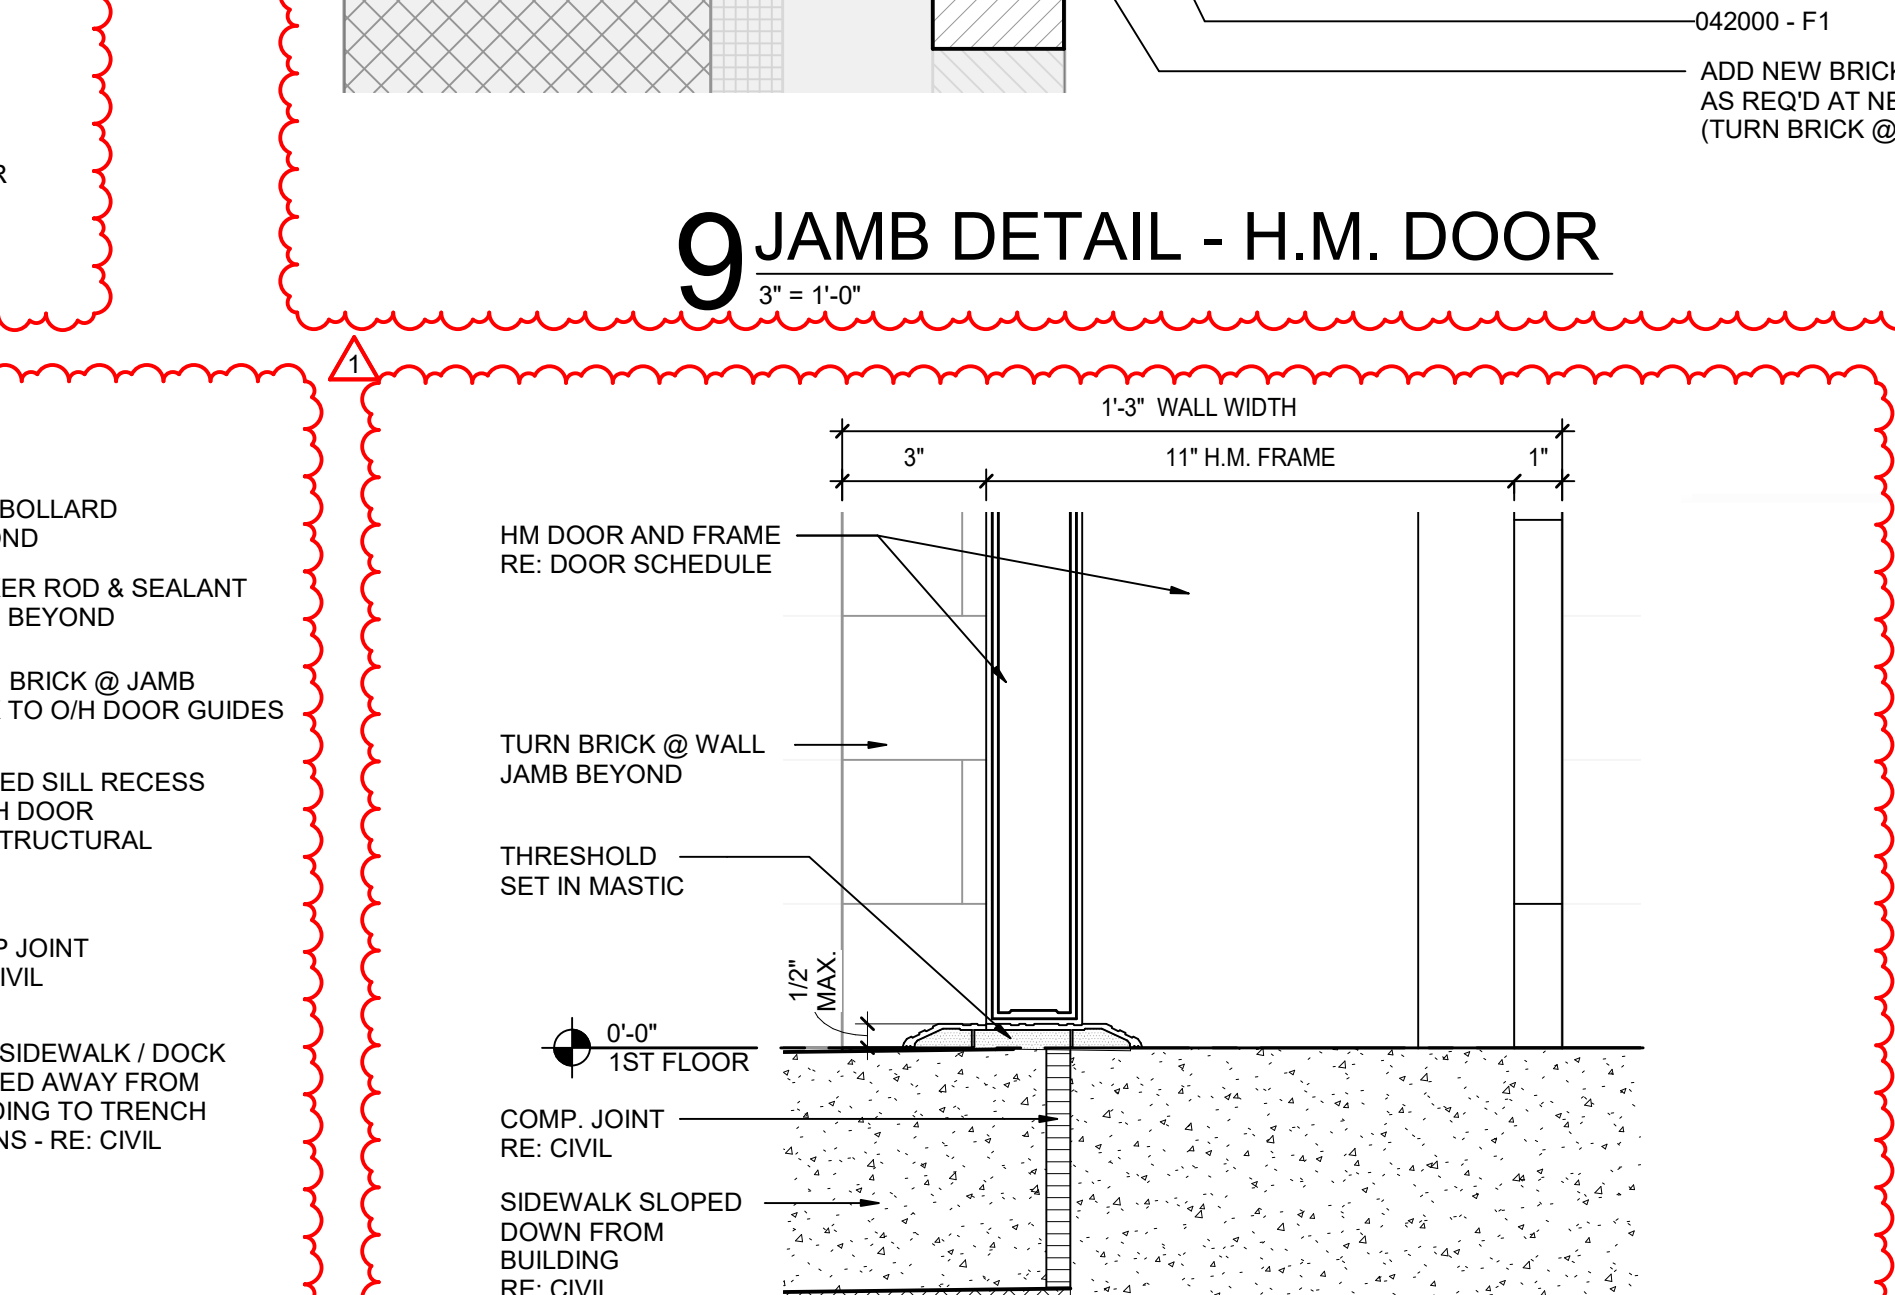 042000 - F1
ADD NEW BRICK
AS REQ'D AT
(TURN BRICK @
R
9 JAMB DETAIL - H.M. DOOR
3" = 1'-0"
1
1'-3" WALL WIDTH
3"
11" H.M. FRAME
1"
BOLLARD
OND
ER ROD & SEALANT
BEYOND
BRICK @ JAMB
TO O/H DOOR GUIDES
ED SILL RECESS
H DOOR
TRUCTURAL
P JOINT
IVIL
SIDEWALK / DOCK
ED AWAY FROM
DING TO TRENCH
NS - RE: CIVIL
HM DOOR AND FRAME
RE: DOOR SCHEDULE
TURN BRICK @ WALL
JAMB BEYOND
THRESHOLD
SET IN MASTIC
1/2"
MAX.
0'-0"
1ST FLOOR
COMP. JOINT
RE: CIVIL
SIDEWALK SLOPED
DOWN FROM
BUILDING
RE: CIVIL